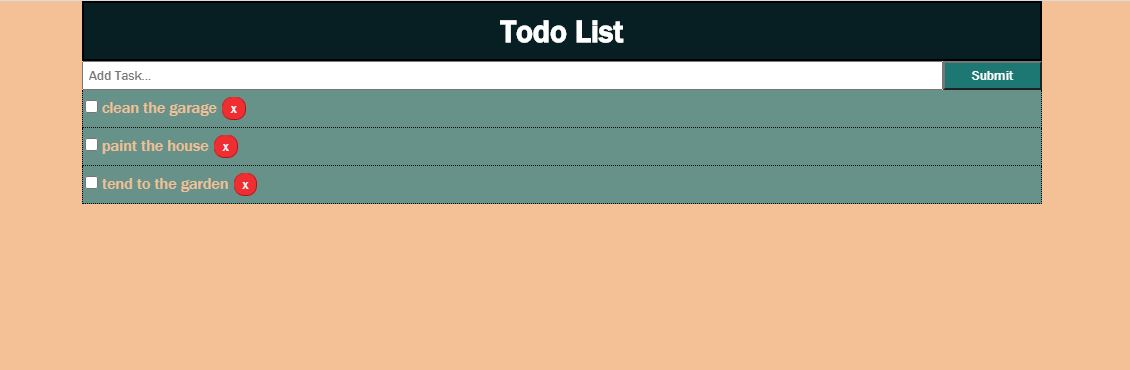 Todo List
Add Task... Submit
clean the garage x
paint the house x
tend to the garden x